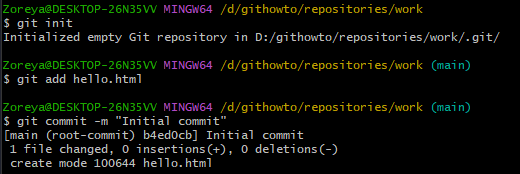 Zoreya@DESKTOP-26N35VV MINGW64 /d/githowto/repositories/work
$ git init
Initialized empty Git repository in D:/githowto/repositories/work/.git/
Zoreya@DESKTOP-26N35VV MINGW64 /d/githowto/repositories/work (main)
$ git add hello.html
Zoreya@DESKTOP-26N35VV MINGW64 /d/githowto/repositories/work (main)
$ git commit -m "Initial commit"
[main (root-commit) b4ed0cb] Initial commit
 1 file changed, 0 insertions(+), 0 deletions(-)
 create mode 100644 hello.html